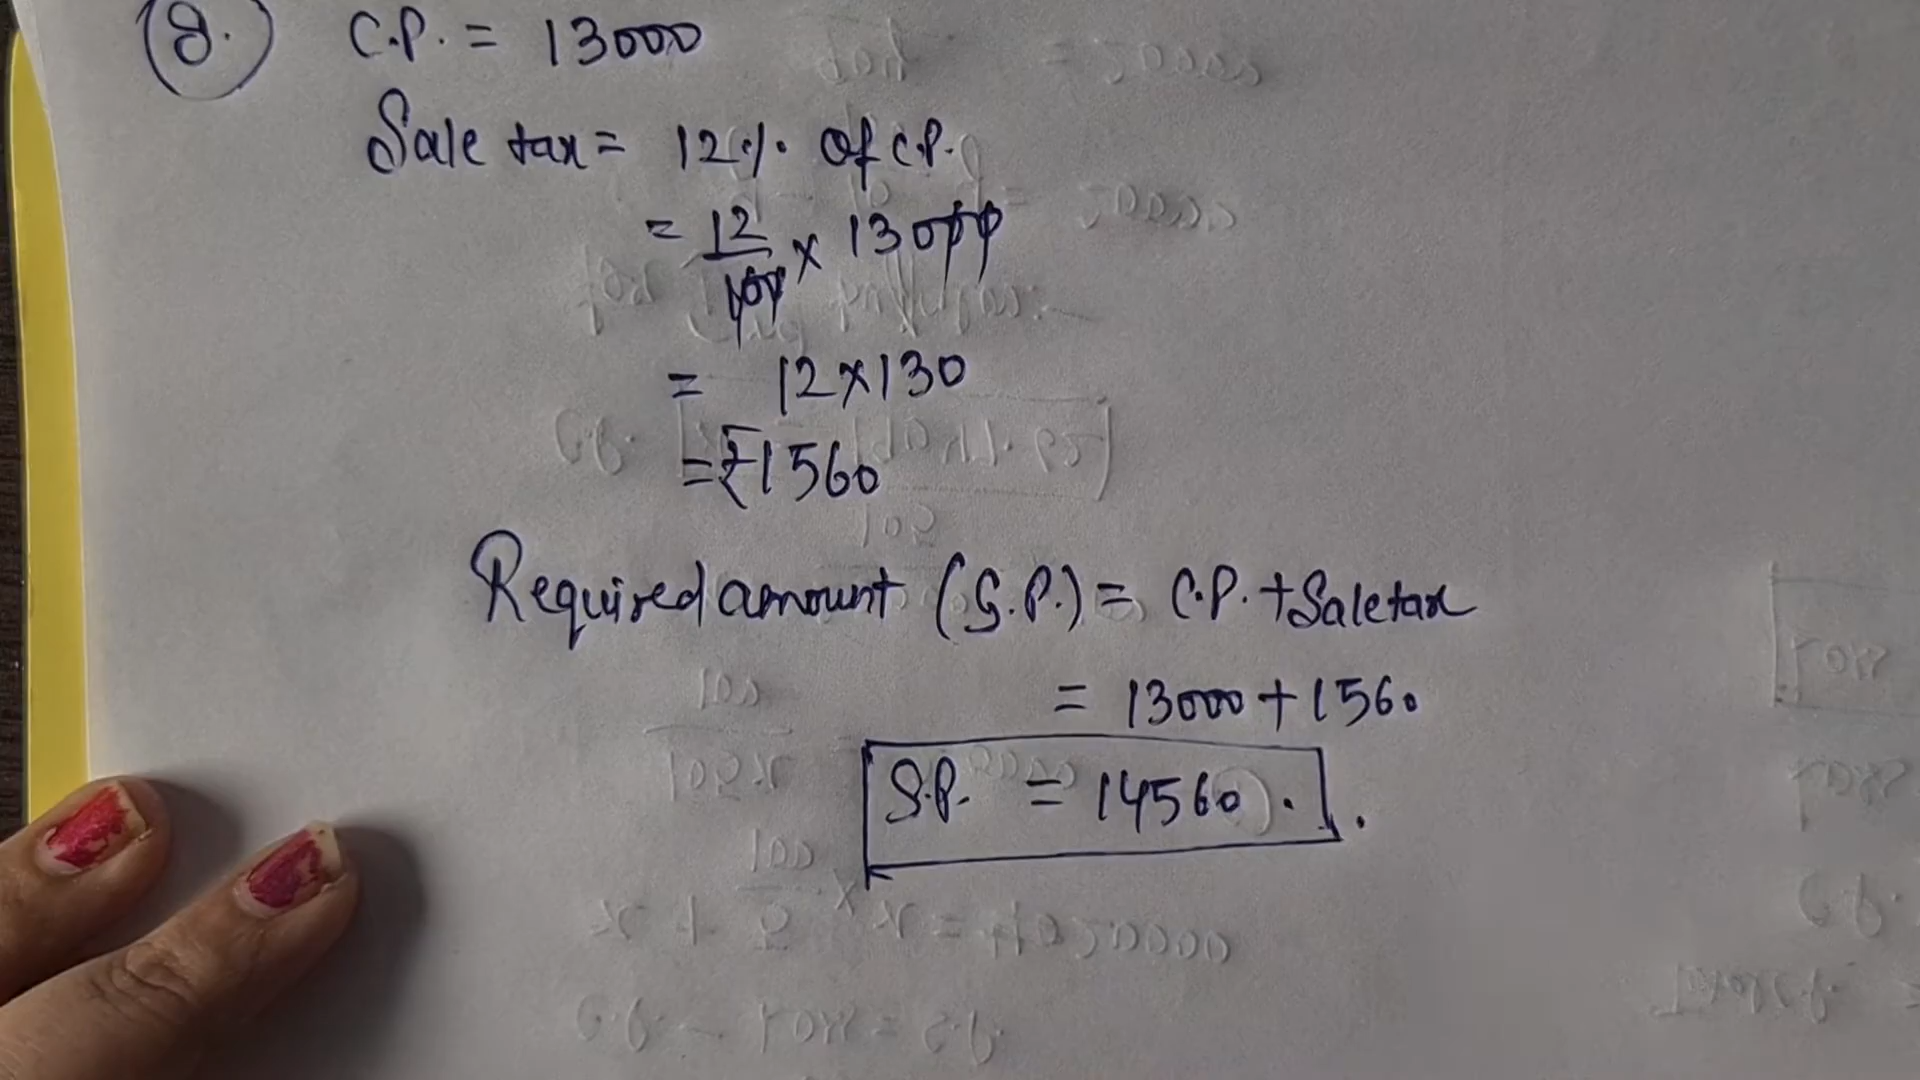 8. C.P. = 13000
Sale tax = 12% of C.P.
= 12/100 × 13000
= 12×130
= ₹1560
Required amount (S.P.) = C.P. + Sale tax
= 13000 + 1560
S.P. = 14560.